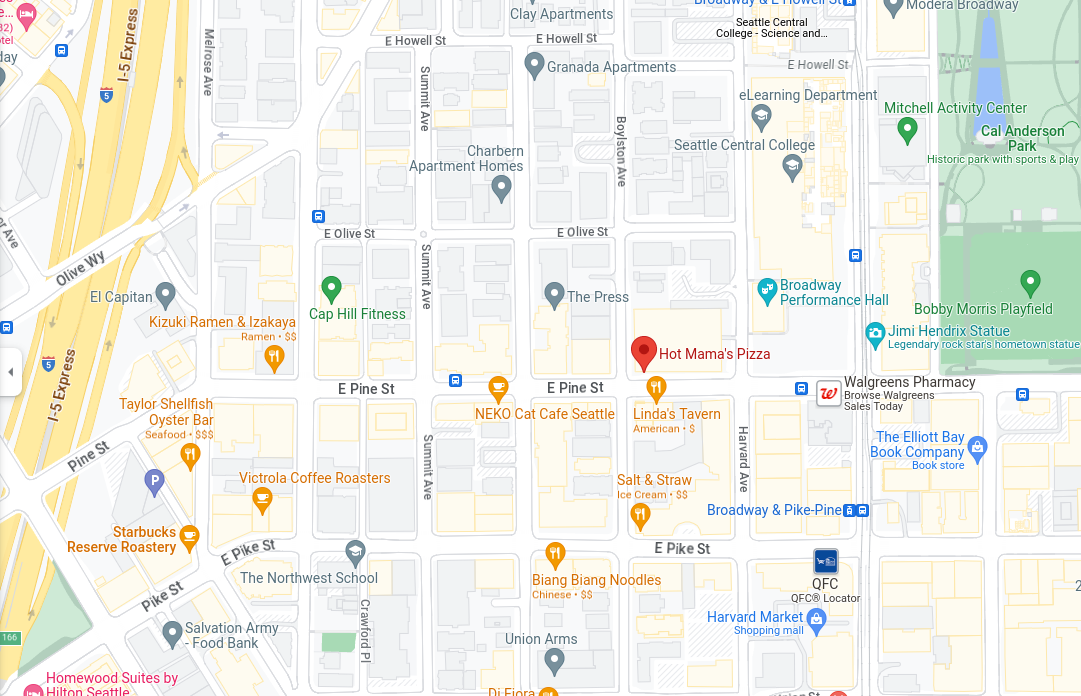 Clay Apartments
Broadway & E Howell St
Modera Broadway
Seattle Central
College - Science and...
I-5 Express
Melrose Ave
E Howell St
E Howell St
E Howell St
Granada Apartments
Summit Ave
5
eLearning Department
Mitchell Activity Center
Boylston Ave
Cal Anderson
Park
Historic park with sports & play
Seattle Central College
Charbern
Apartment Homes
E Olive St
E Olive St
Olive Wy
Summit Ave
El Capitan
The Press
Broadway
Performance Hall
Bobby Morris Playfield
Cap Hill Fitness
Kizuki Ramen & Izakaya
Ramen • $$
Jimi Hendrix Statue
Legendary rock star's hometown statue
5
I-5 Express
Hot Mama's Pizza
E Pine St
E Pine St
Walgreens Pharmacy
Browse Walgreens
Sales Today
Taylor Shellfish
Oyster Bar
Seafood • $$$
NEKO Cat Cafe Seattle
Linda's Tavern
American • $
Harvard Ave
The Elliott Bay
Book Company
Book store
Pine St
Summit Ave
P
Victrola Coffee Roasters
Salt & Straw
Ice Cream • $$
Broadway & Pike-Pine
Starbucks
Reserve Roastery
E Pike St
E Pike St
The Northwest School
Biang Biang Noodles
Chinese • $$
QFC
QFC® Locator
Pike St
Crawford Pl
Harvard Market
Shopping mall
Salvation Army
- Food Bank
166
Union Arms
Homewood Suites by
Hilton Seattle
Di Fiora